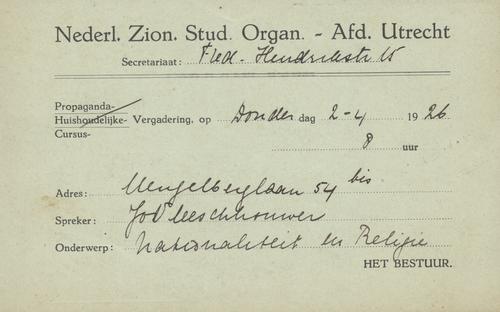 Nederl. Zion. Stud. Organ. - Afd. Utrecht
Secretariaat: Fred. Hendrikstr 15
Propaganda-
Huishoudelijke- Vergadering, op Donderdag 2-4 1926
Cursus-
8 uur
Adres: Mengelberglaan 54 bis
Spreker: Jo Vleeschhouwer
Onderwerp: Nationaliteit en Religie
HET BESTUUR.